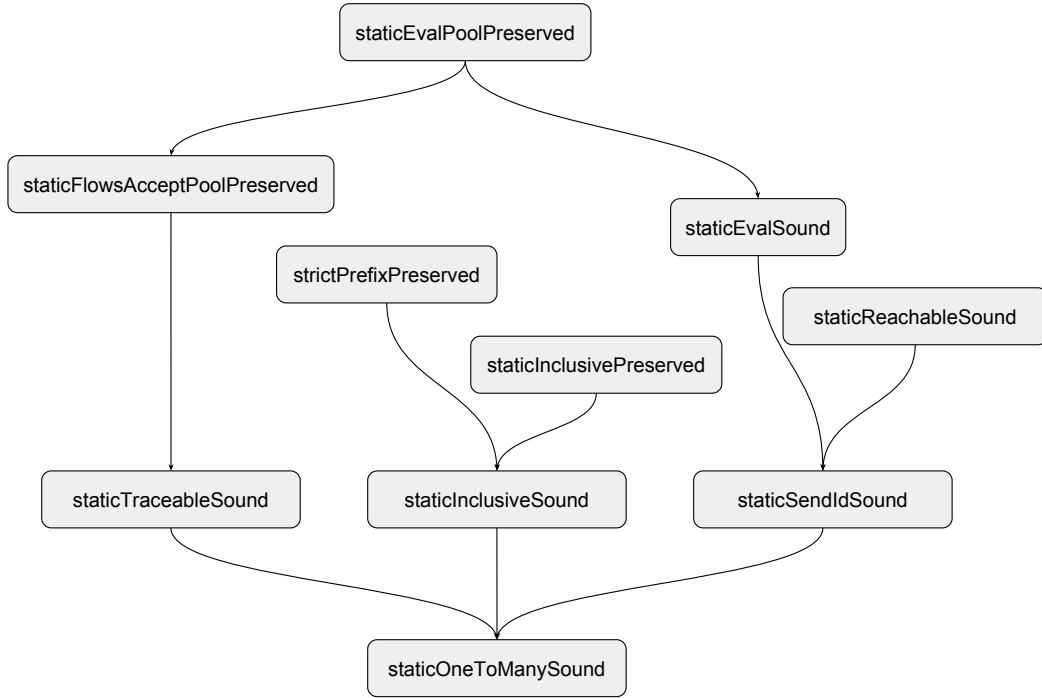 staticEvalPoolPreserved
staticFlowsAcceptPoolPreserved
staticEvalSound
strictPrefixPreserved
staticReachableSound
staticInclusivePreserved
staticTraceableSound
staticInclusiveSound
staticSendIdSound
staticOneToManySound